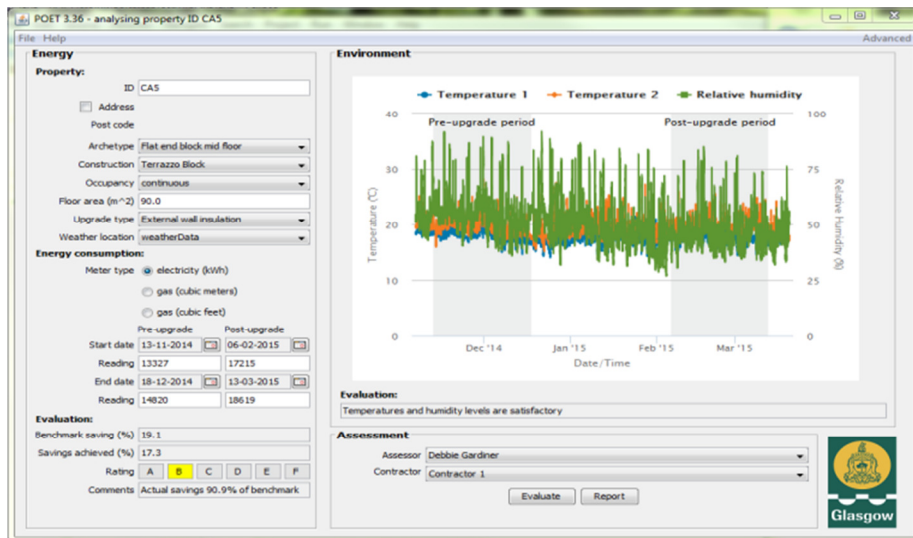 POET 3.36 - analysing property ID CA5
File Help Advanced
Energy
Property:
ID CA5
Address
Post code
Archetype Flat end block mid floor
Construction Terrazzo Block
Occupancy continuous
Floor area (m^2) 90.0
Upgrade type External wall insulation
Weather location weatherData
Energy consumption:
Meter type electricity (kWh)
gas (cubic meters)
gas (cubic feet)
Pre-upgrade Post-upgrade
Start date 13-11-2014 06-02-2015
Reading 13327 17215
End date 18-12-2014 13-03-2015
Reading 14820 18619
Evaluation:
Benchmark saving (%) 19.1
Savings achieved (%) 17.3
Rating A B C D E F
Comments Actual savings 90.9% of benchmark
Environment
Temperature 1 Temperature 2 Relative humidity
Pre-upgrade period Post-upgrade period
40 100
30 75
20 50
10 25
0 0
Temperature (°C)
Relative Humidity (%)
Dec '14 Jan '15 Feb '15 Mar '15
Date/Time
Evaluation:
Temperatures and humidity levels are satisfactory
Assessment
Assessor Debbie Gardiner
Contractor Contractor 1
Evaluate Report
Glasgow